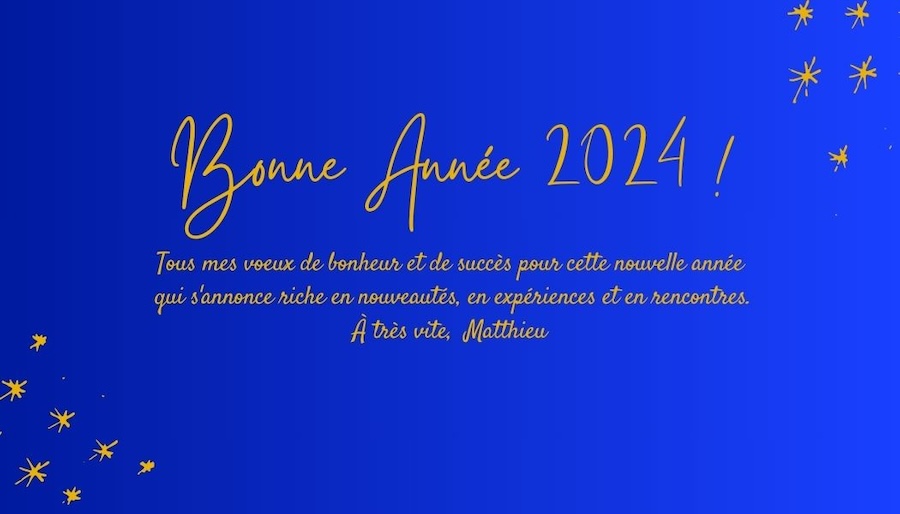 Bonne Année 2024 !
Tous mes voeux de bonheur et de succès pour cette nouvelle année
qui s'annonce riche en nouveautés, en expériences et en rencontres.
À très vite, Matthieu